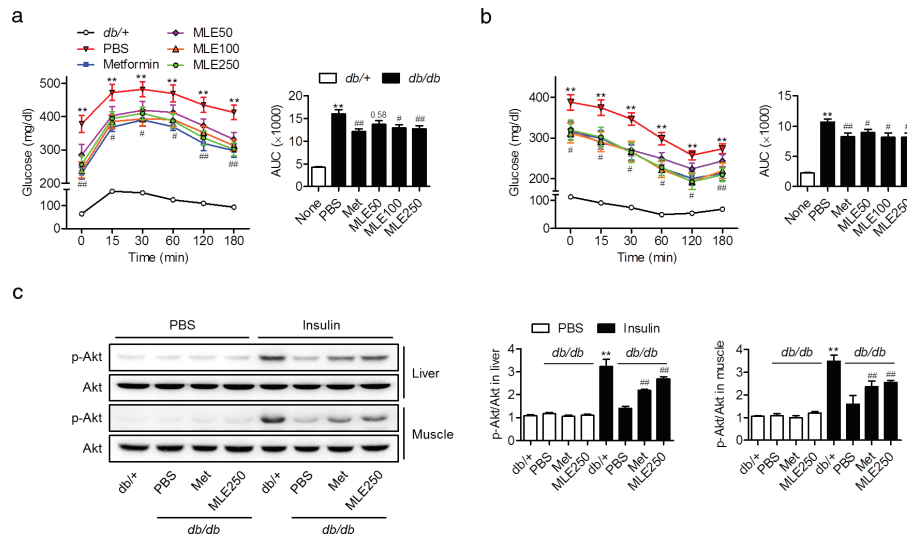 a
db/+
PBS
Metformin
MLE50
MLE100
MLE250
Glucose (mg/dl)
500
400
300
200
100
0
** ** ** ** ** **
## # # # ## ##
0 15 30 60 120 180
Time (min)
db/+ db/db
AUC (×1000)
20
15
10
5
0
** ## 0.58 # ##
None PBS Met MLE50 MLE100 MLE250
b
Glucose (mg/dl)
400
300
200
100
0
** ** ** ** ** **
# # # # # ##
0 15 30 60 120 180
Time (min)
AUC (×1000)
15
10
5
0
** ## # # #
None PBS Met MLE50 MLE100 MLE250
c
PBS Insulin
p-Akt
Akt
Liver
p-Akt
Akt
Muscle
db/+ PBS Met MLE250 db/+ PBS Met MLE250
db/db db/db
PBS Insulin
p-Akt/Akt in liver
4
3
2
1
0
db/db
**
db/db
## ##
db/+ PBS Met MLE250 db/+ PBS Met MLE250
p-Akt/Akt in muscle
4
3
2
1
0
db/db
**
db/db
## ##
db/+ PBS Met MLE250 db/+ PBS Met MLE250